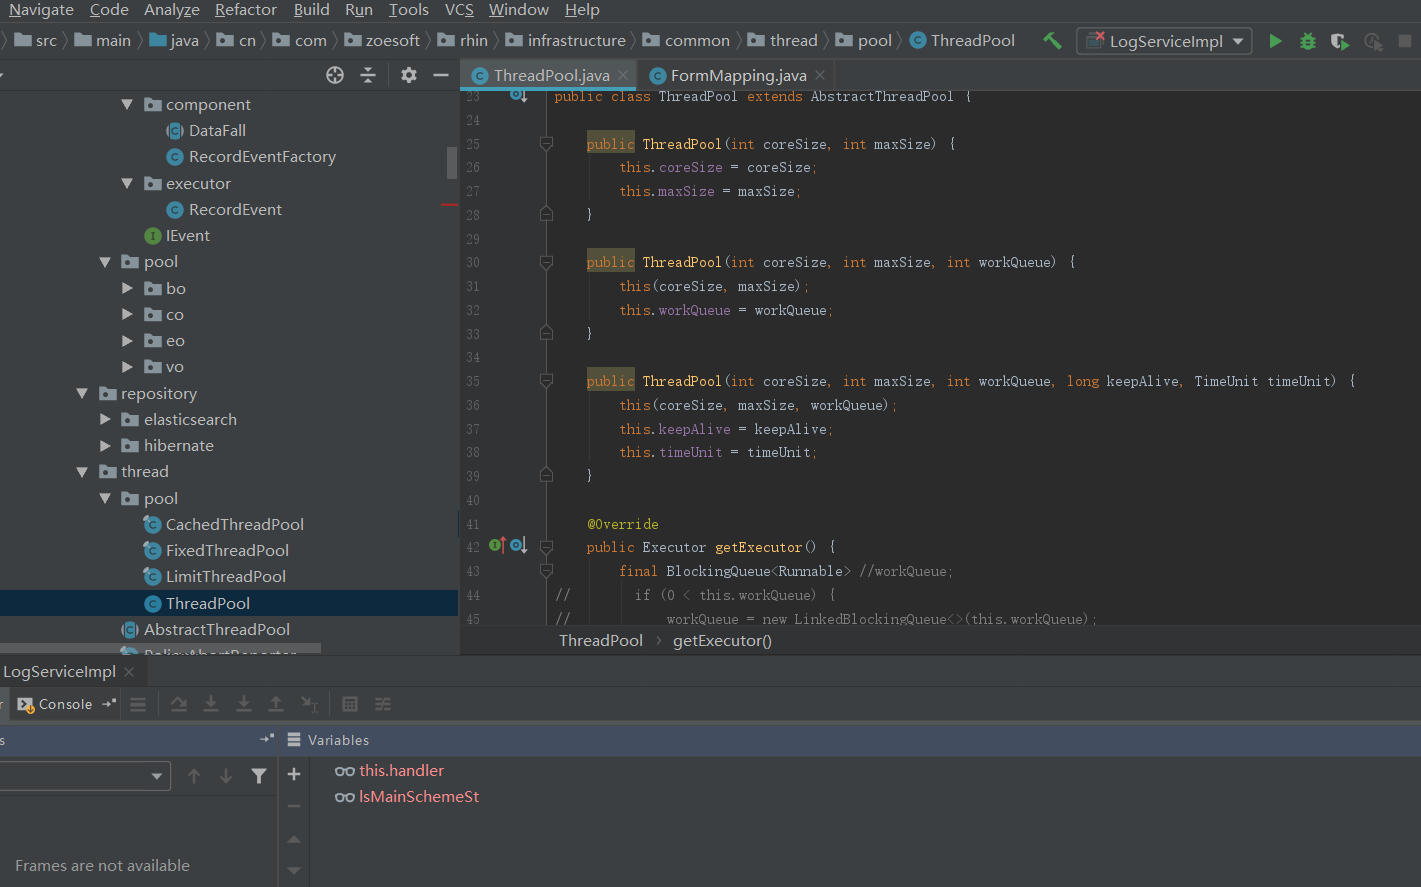 Navigate Code Analyze Refactor Build Run Tools VCS Window Help
src main java cn com zoesoft rhin infrastructure common thread pool ThreadPool LogServiceImpl
ThreadPool.java FormMapping.java
component
DataFall
RecordEventFactory
executor
RecordEvent
IEvent
pool
bo
co
eo
vo
repository
elasticsearch
hibernate
thread
pool
CachedThreadPool
FixedThreadPool
LimitThreadPool
ThreadPool
AbstractThreadPool
PolicyAbortReporter
23 public class ThreadPool extends AbstractThreadPool {
24
25 public ThreadPool(int coreSize, int maxSize) {
26 this.coreSize = coreSize;
27 this.maxSize = maxSize;
28 }
29
30 public ThreadPool(int coreSize, int maxSize, int workQueue) {
31 this(coreSize, maxSize);
32 this.workQueue = workQueue;
33 }
34
35 public ThreadPool(int coreSize, int maxSize, int workQueue, long keepAlive, TimeUnit timeUnit) {
36 this(coreSize, maxSize, workQueue);
37 this.keepAlive = keepAlive;
38 this.timeUnit = timeUnit;
39 }
40
41 @Override
42 public Executor getExecutor() {
43 final BlockingQueue<Runnable> //workQueue;
44 // if (0 < this.workQueue) {
45 // workQueue = new LinkedBlockingQueue<>(this.workQueue);
ThreadPool getExecutor()
LogServiceImpl
r Console
s
Variables
this.handler
lsMainSchemeSt
Frames are not available